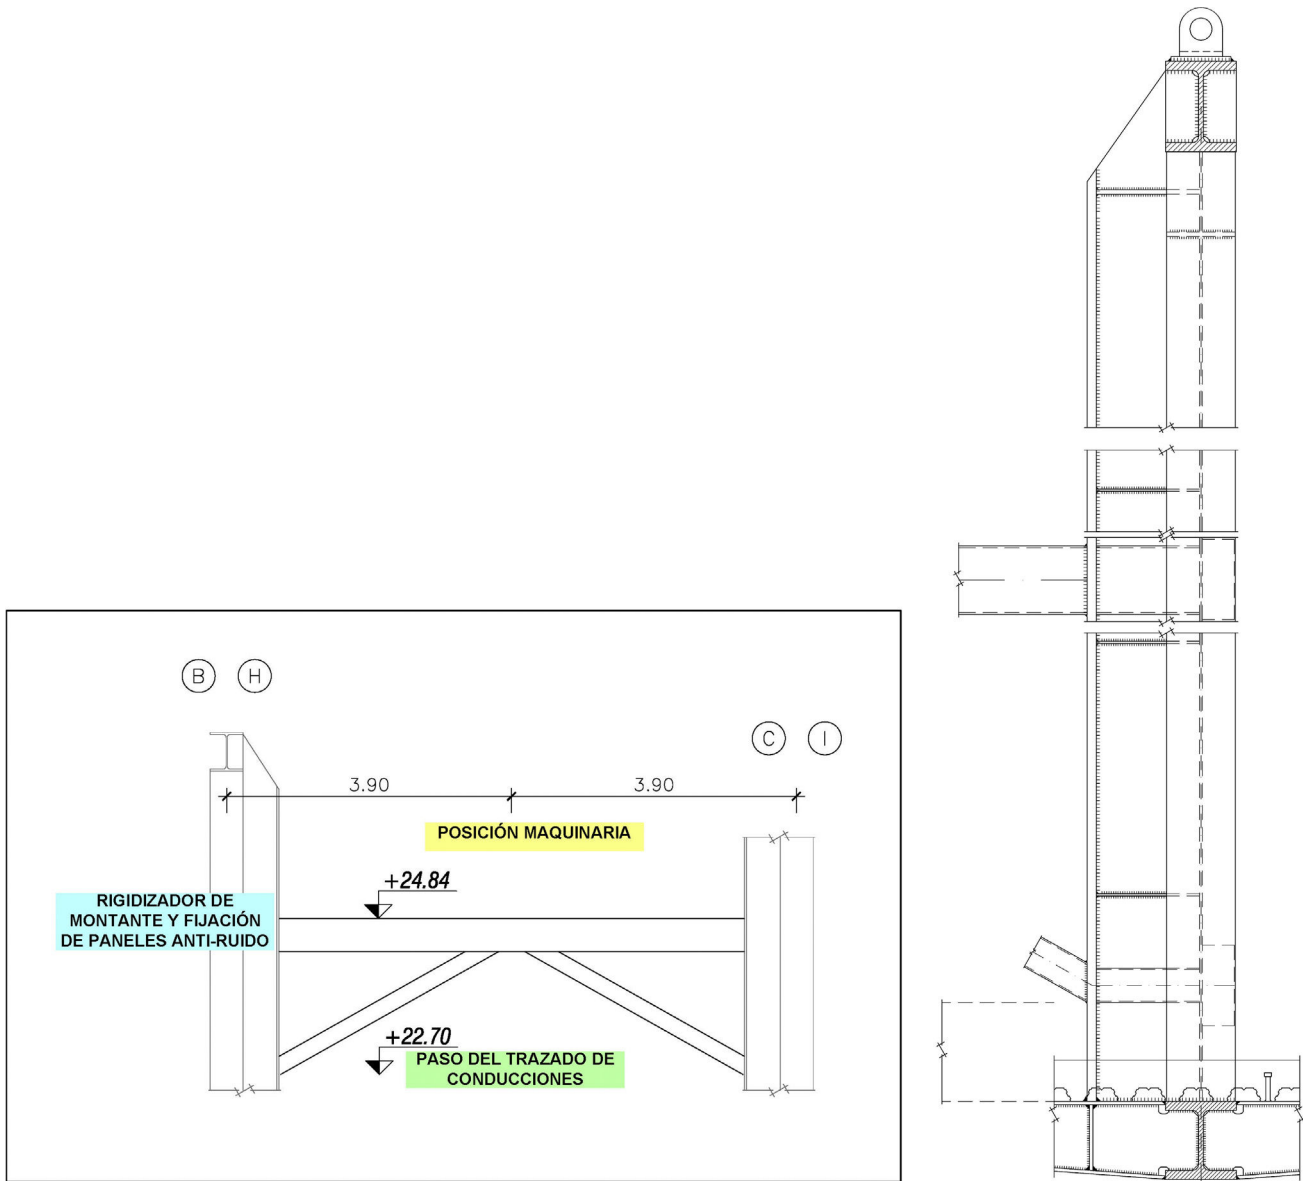 B H
C I
3.90 3.90
POSICIÓN MAQUINARIA
+24.84
RIGIDIZADOR DE
MONTANTE Y FIJACIÓN
DE PANELES ANTI-RUIDO
+22.70
PASO DEL TRAZADO DE
CONDUCCIONES